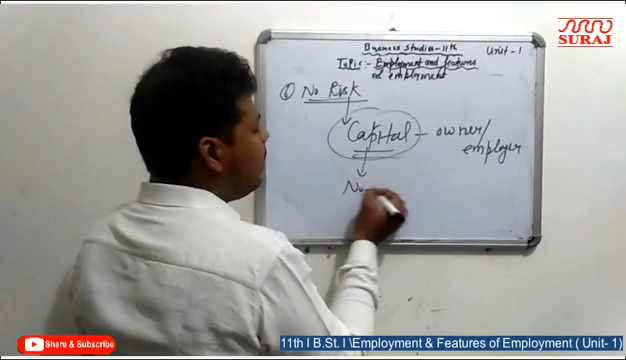 Business Studies - 11th
Unit - 1
Topic :- Employment and features
of employment
No Risk
Capital - owner/
employer
No
SURAJ
Share & Subscribe
11th I B.St. I \Employment & Features of Employment ( Unit- 1)